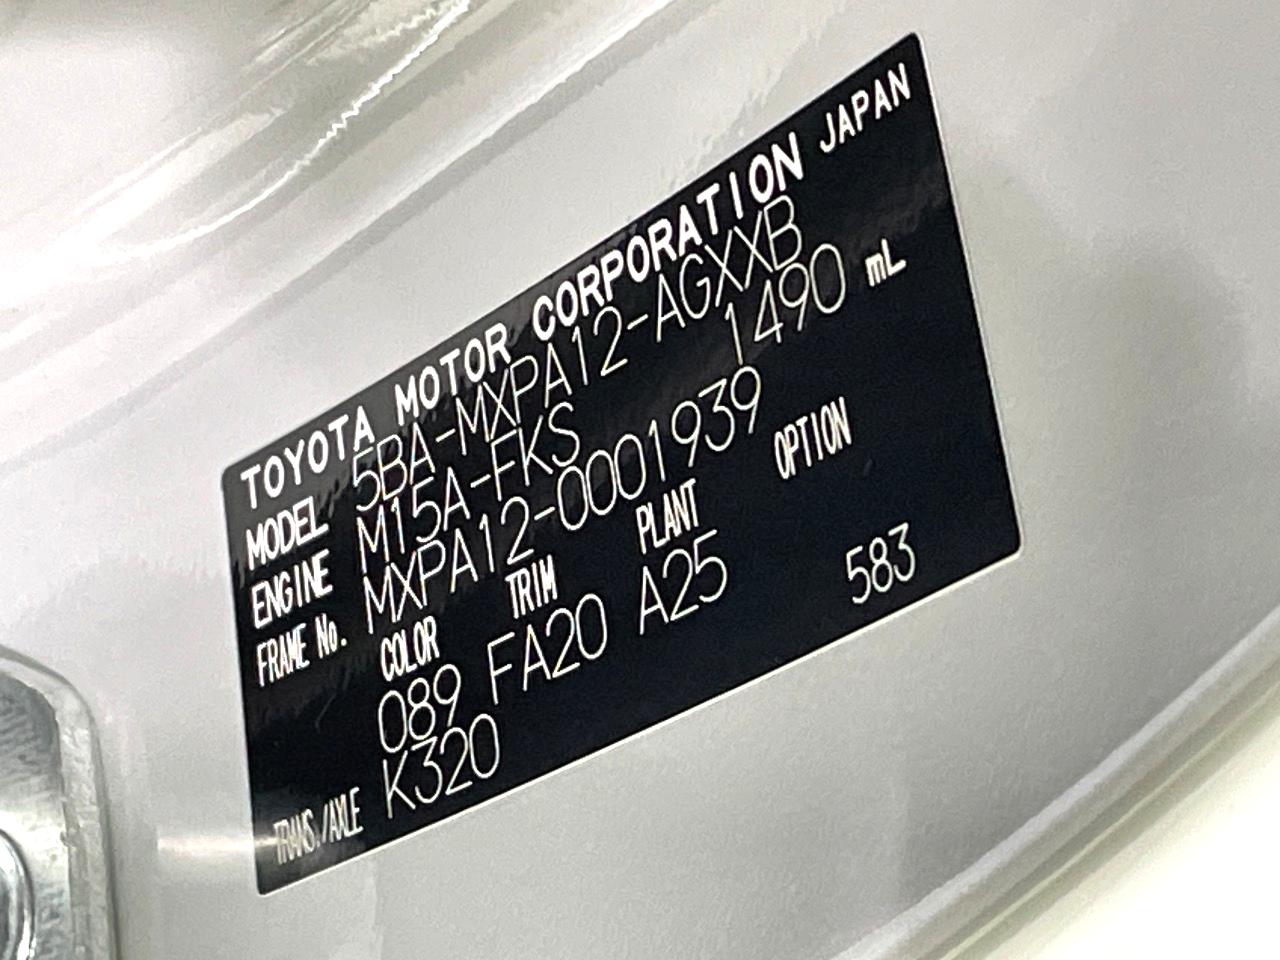 TOYOTA MOTOR CORPORATION JAPAN
MODEL 5BA-MXPA12-AGXXB
ENGINE M15A-FKS 1490 mL
FRAME No. MXPA12-0001939
COLOR TRIM PLANT OPTION
089 FA20 A25 583
TRANS./AXLE K320